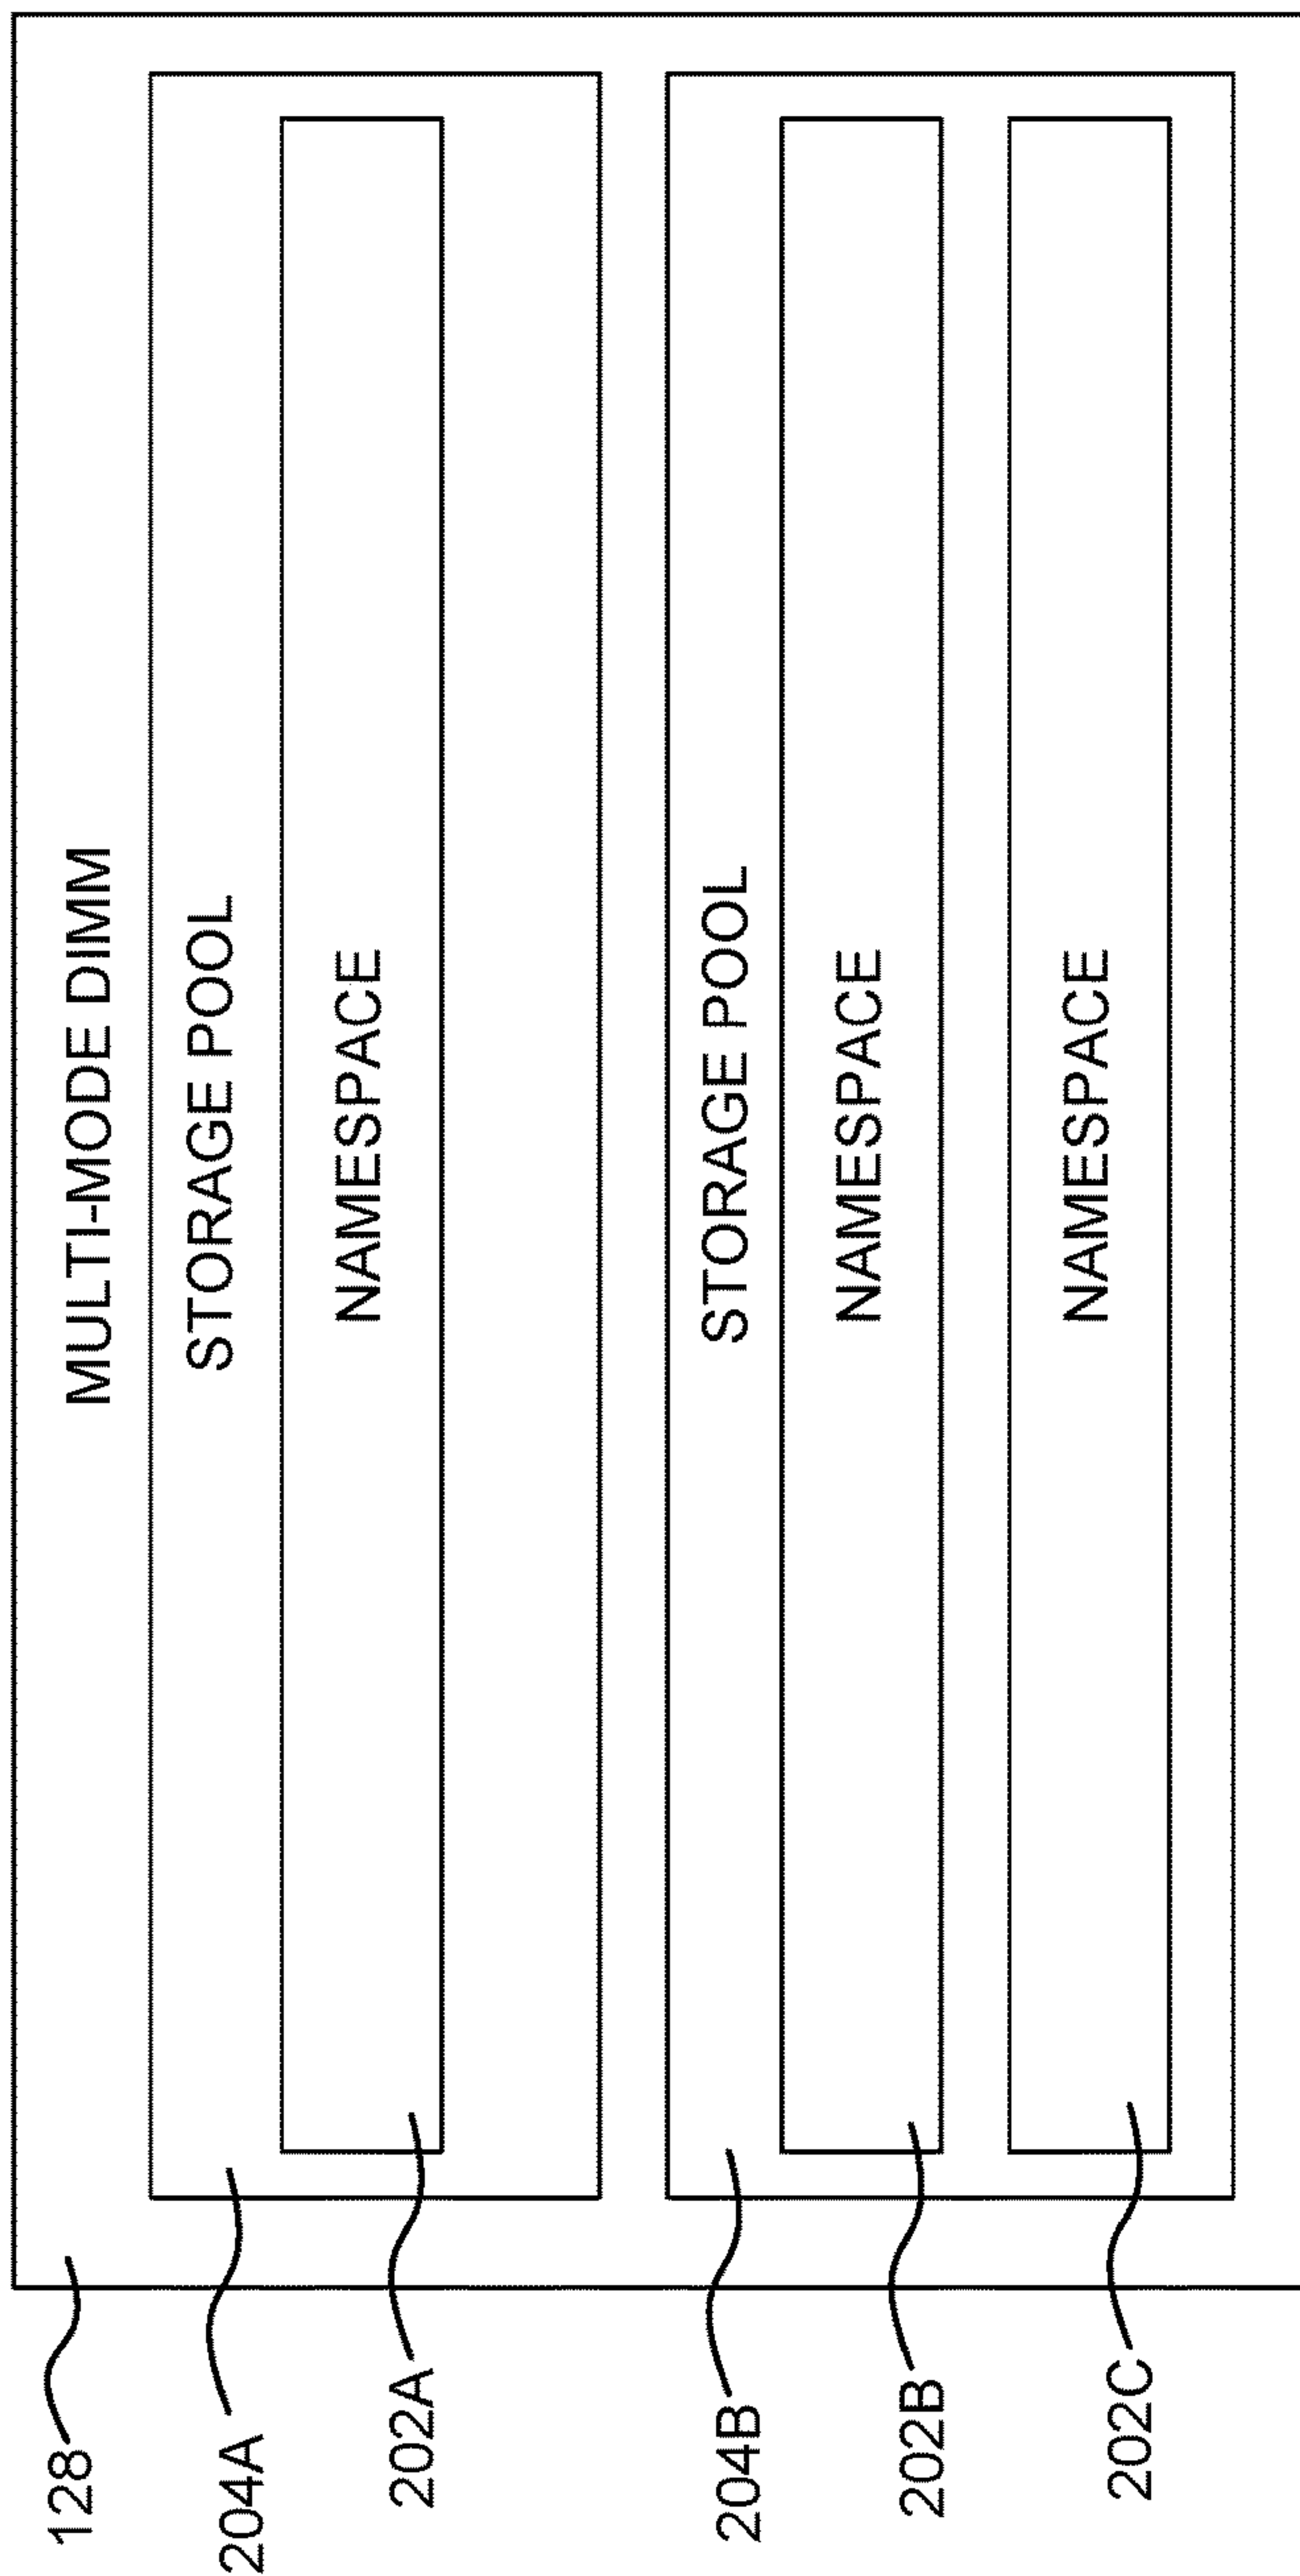 128
MULTI-MODE DIMM
204A
STORAGE POOL
202A
NAMESPACE
204B
STORAGE POOL
202B
NAMESPACE
202C
NAMESPACE